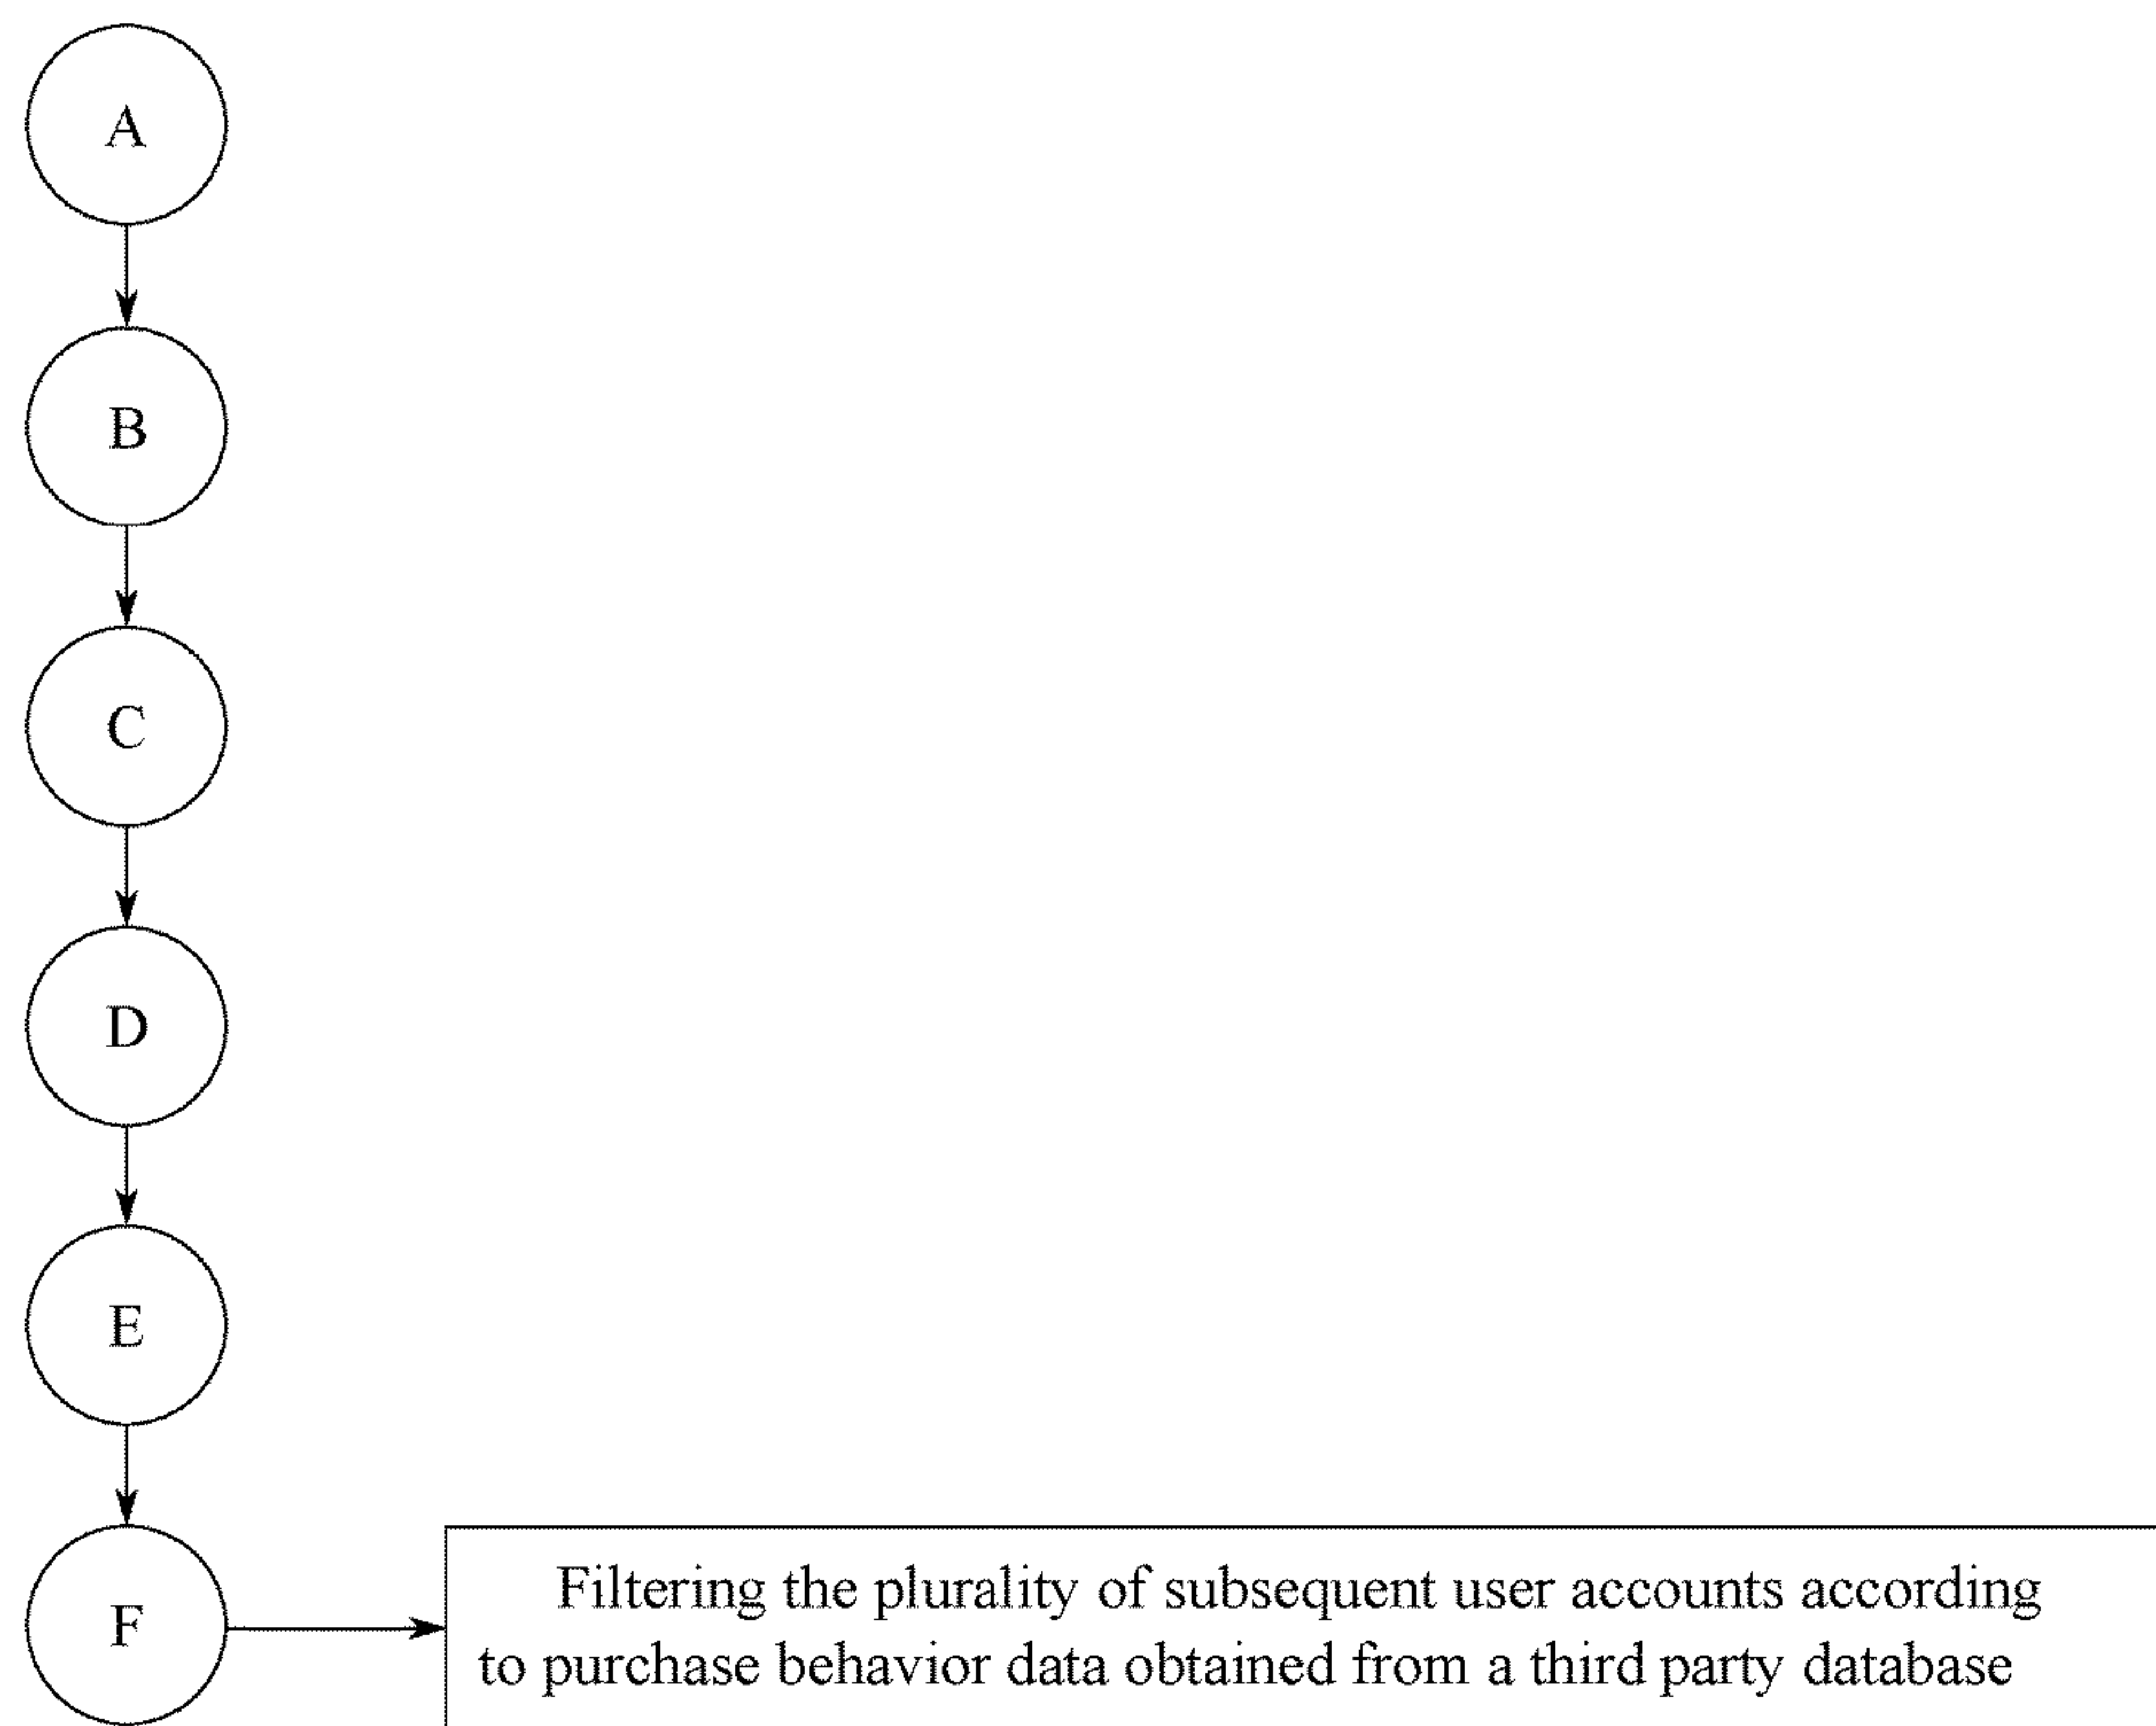 A
B
C
D
E
F
Filtering the plurality of subsequent user accounts according
to purchase behavior data obtained from a third party database